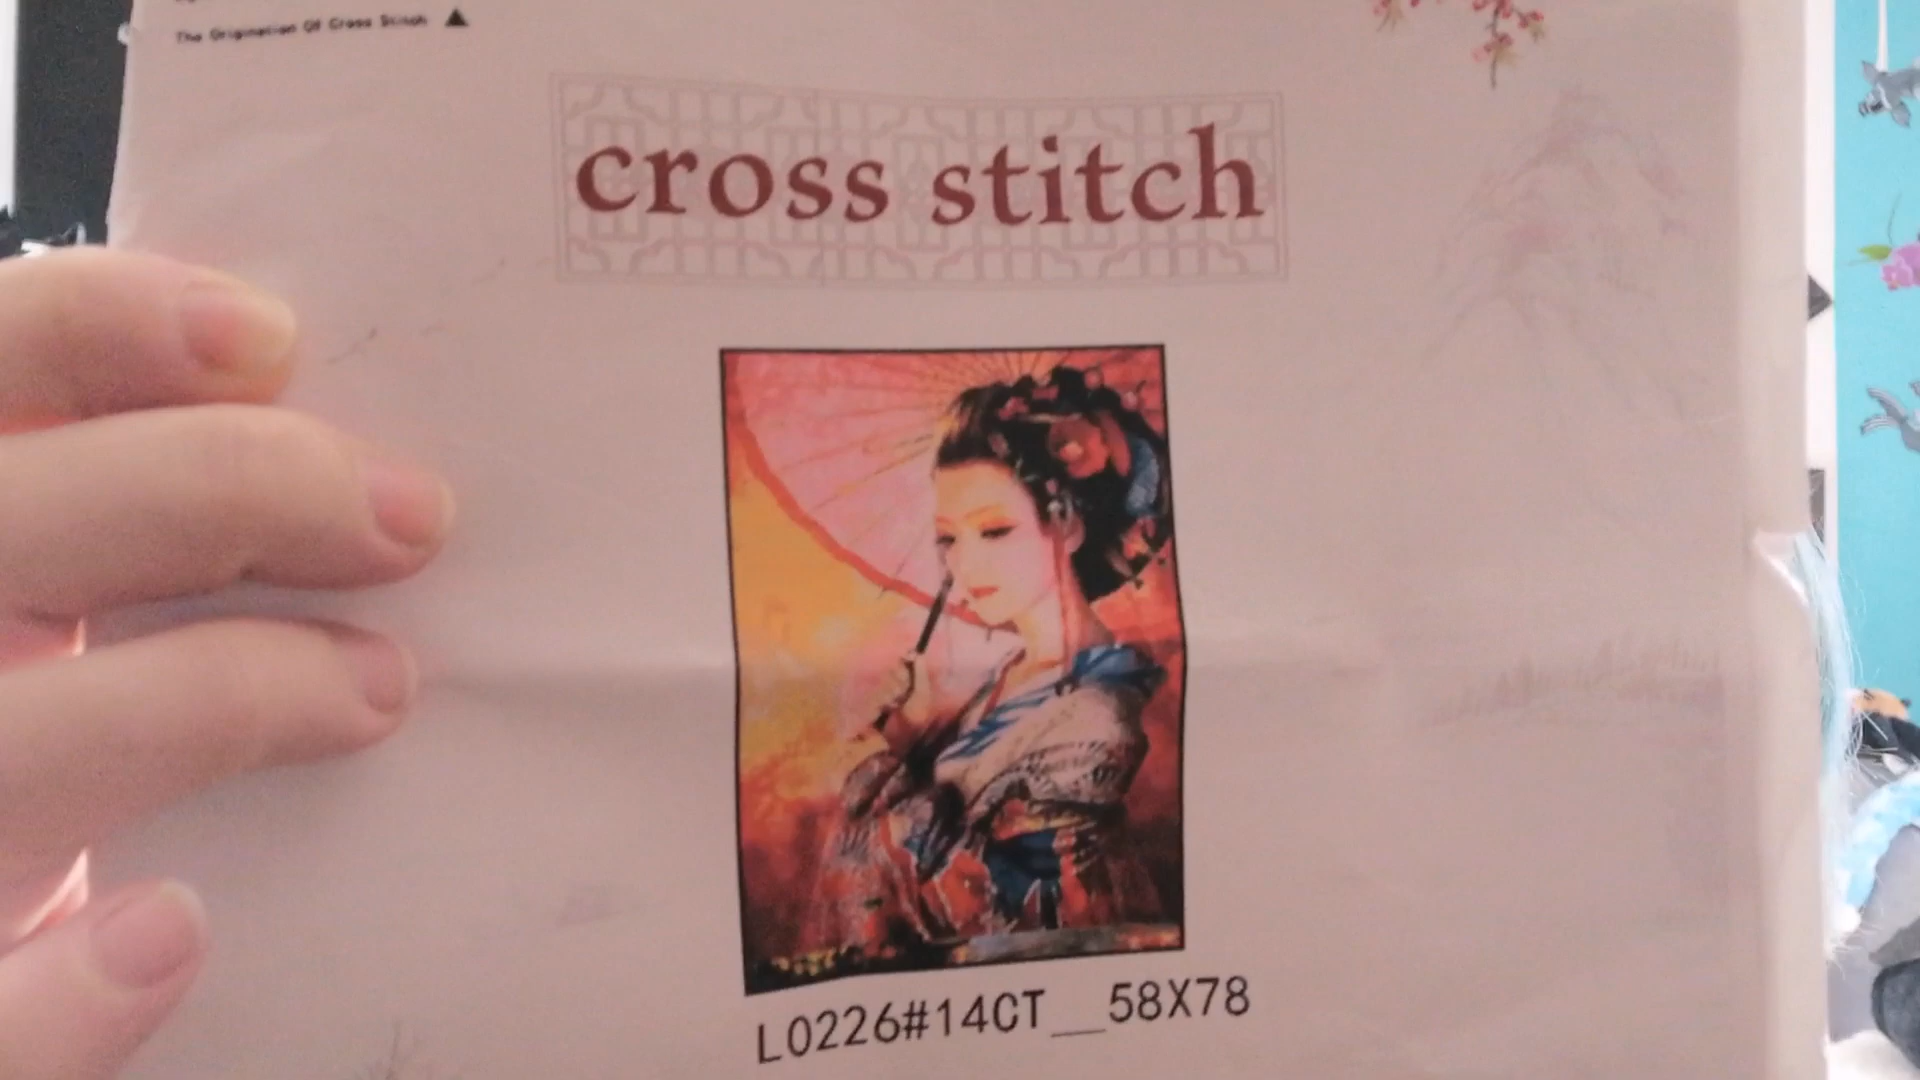 The Origination Of Cross Stitch
cross stitch
L0226#14CT__58X78